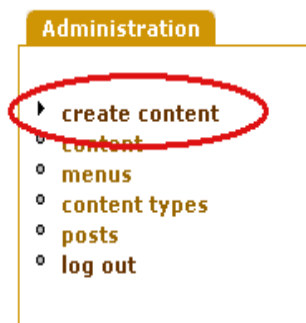 Administration
create content
content
menus
content types
posts
log out